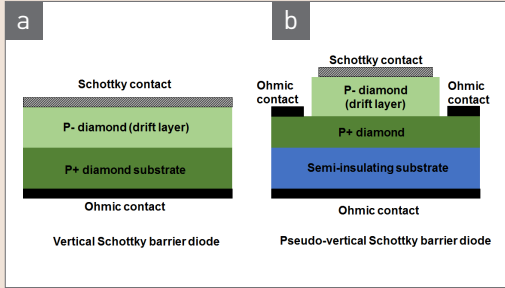 a
Schottky contact
P- diamond (drift layer)
P+ diamond substrate
Ohmic contact
Vertical Schottky barrier diode
b
Schottky contact
Ohmic
contact
P- diamond
(drift layer)
Ohmic
contact
P+ diamond
Semi-insulating substrate
Ohmic contact
Pseudo-vertical Schottky barrier diode